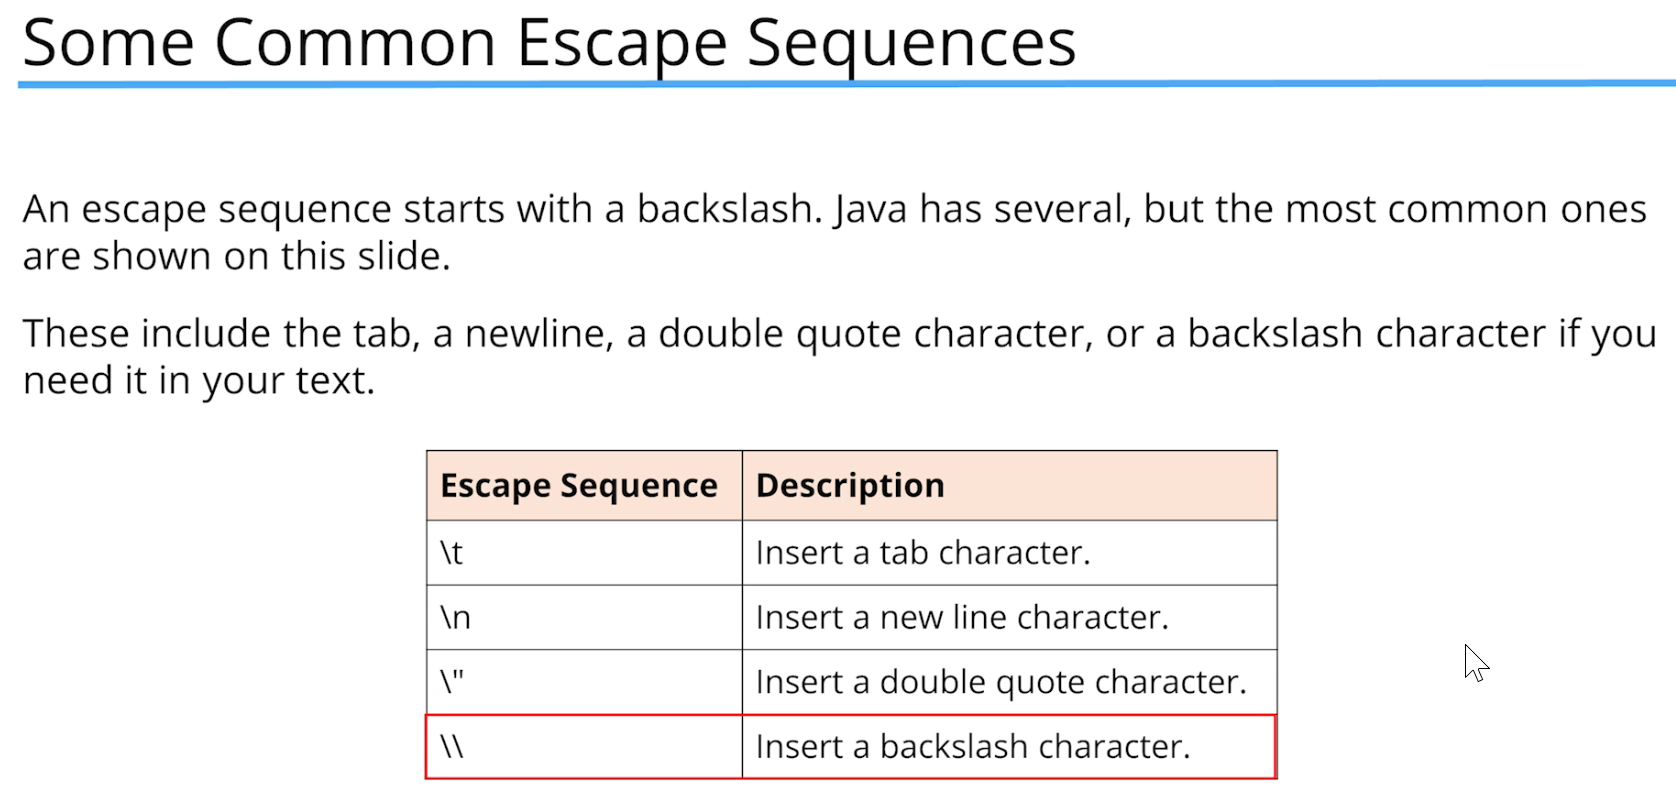 Some Common Escape Sequences
An escape sequence starts with a backslash. Java has several, but the most common ones
are shown on this slide.
These include the tab, a newline, a double quote character, or a backslash character if you
need it in your text.
Escape Sequence Description
\t Insert a tab character.
\n Insert a new line character.
\" Insert a double quote character.
\\ Insert a backslash character.